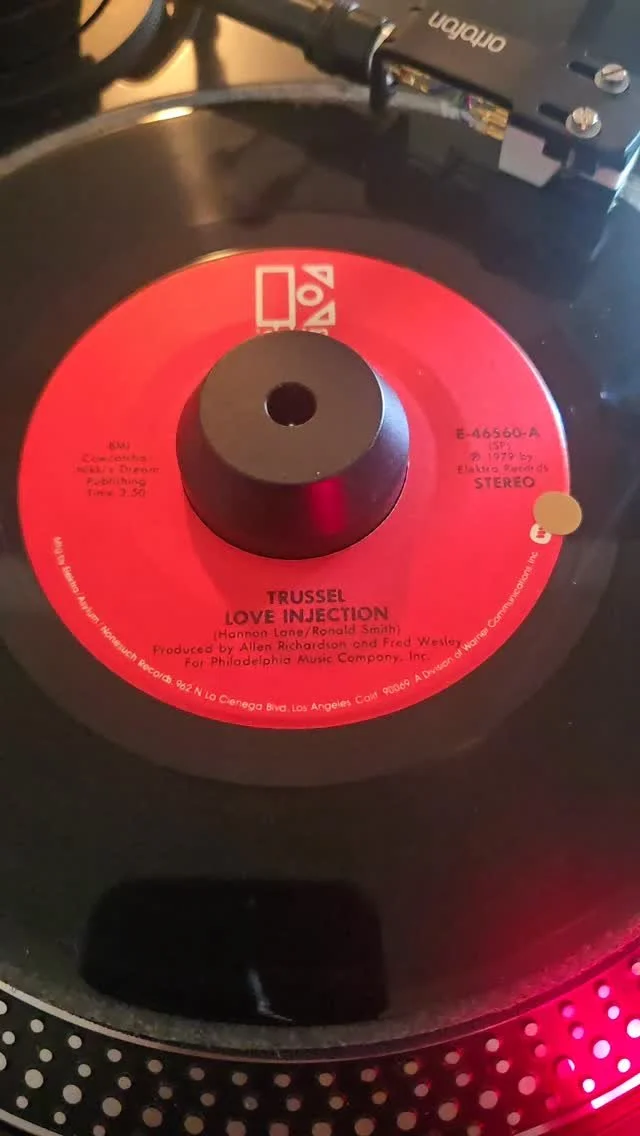 ortofon
BMI
Nikki's Dream
Publishing
Time 3:50
E-46560-A
(SP)
℗ 1979 by
Elektra Records
STEREO
TRUSSEL
LOVE INJECTION
(Hannon Lane/Ronald Smith)
Produced by Allen Richardson and Fred Wesley
For Philadelphia Music Company, Inc.
Mfg by Elektra/Asylum/Nonesuch Records, 962 N La Cienega Blvd, Los Angeles Calif. 90069. A Division of Warner Communications Inc